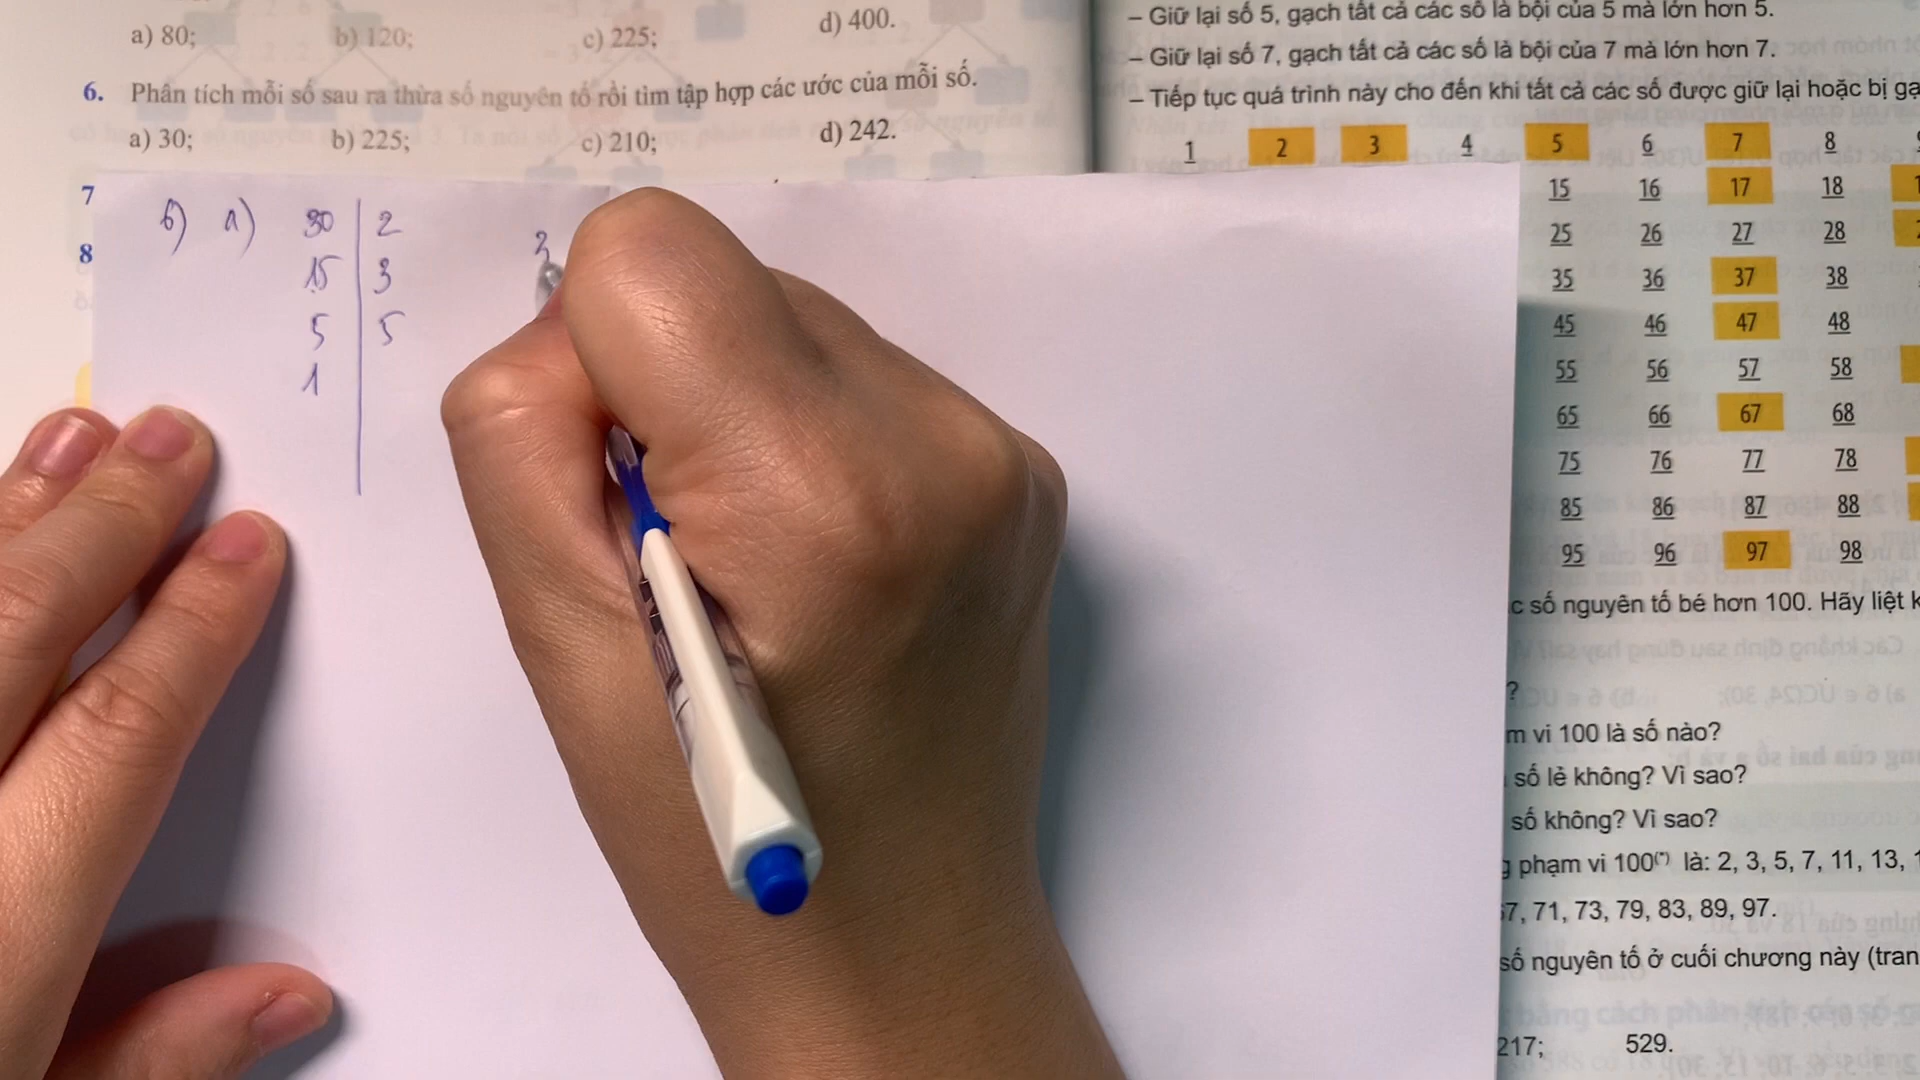 a) 80; b) 120; c) 225; d) 400.
6. Phân tích mỗi số sau ra thừa số nguyên tố rồi tìm tập hợp các ước của mỗi số.
a) 30; b) 225; c) 210; d) 242.
7
8
6) a) 30 2
15 3
5 5
1
3
– Giữ lại số 5, gạch tất cả các số là bội của 5 mà lớn hơn 5.
– Giữ lại số 7, gạch tất cả các số là bội của 7 mà lớn hơn 7.
– Tiếp tục quá trình này cho đến khi tất cả các số được giữ lại hoặc bị
1 2 3 4 5 6 7 8
15 16 17 18
25 26 27 28
35 36 37 38
45 46 47 48
55 56 57 58
65 66 67 68
75 76 77 78
85 86 87 88
95 96 97 98
số nguyên tố bé hơn 100. Hãy liệt
?
vi 100 là số nào?
số lẻ không? Vì sao?
số không? Vì sao?
phạm vi 100(*) là: 2, 3, 5, 7, 11, 13,
7, 71, 73, 79, 83, 89, 97.
số nguyên tố ở cuối chương này
217; 529.